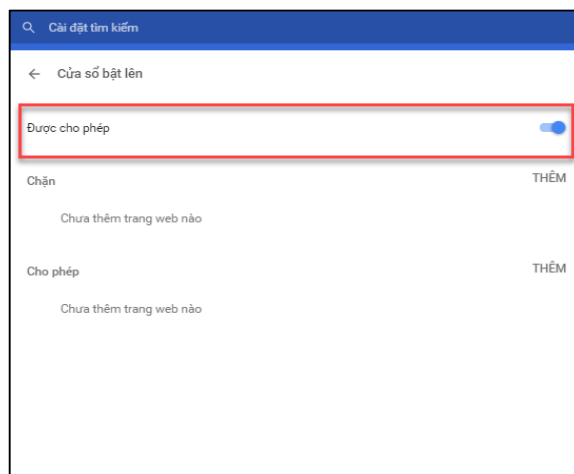 Cài đặt tìm kiếm
Cửa sổ bật lên
Được cho phép
Chặn THÊM
Chưa thêm trang web nào
Cho phép THÊM
Chưa thêm trang web nào